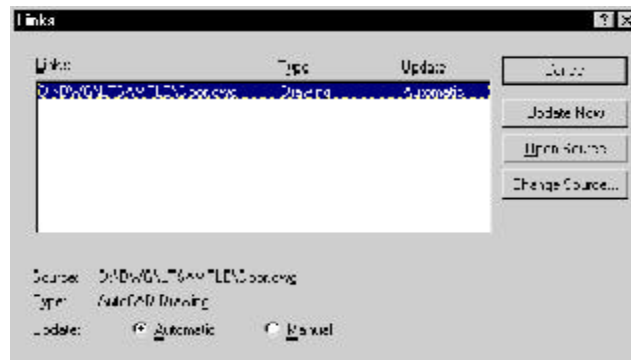 Links
Links: Type Update
Drawing Automatic
Cancel
Update Now
Open Source
Change Source...
Source:
Type: AutoCAD Drawing
Update: Automatic Manual